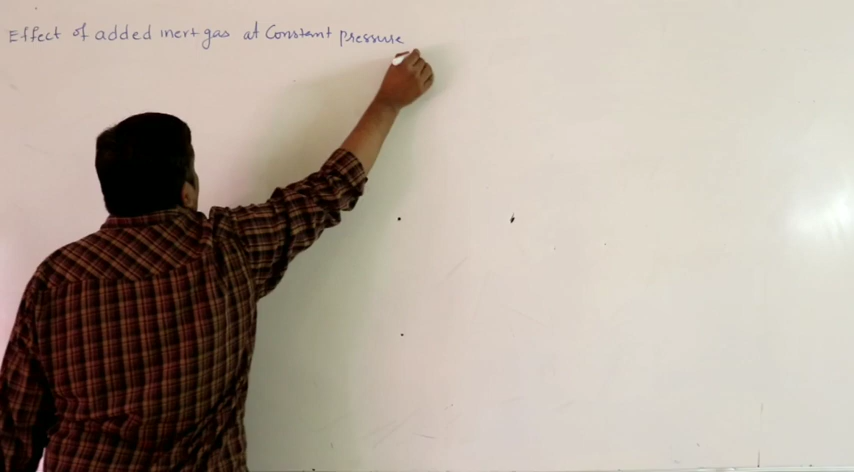 Effect of added inert gas at Constant pressure